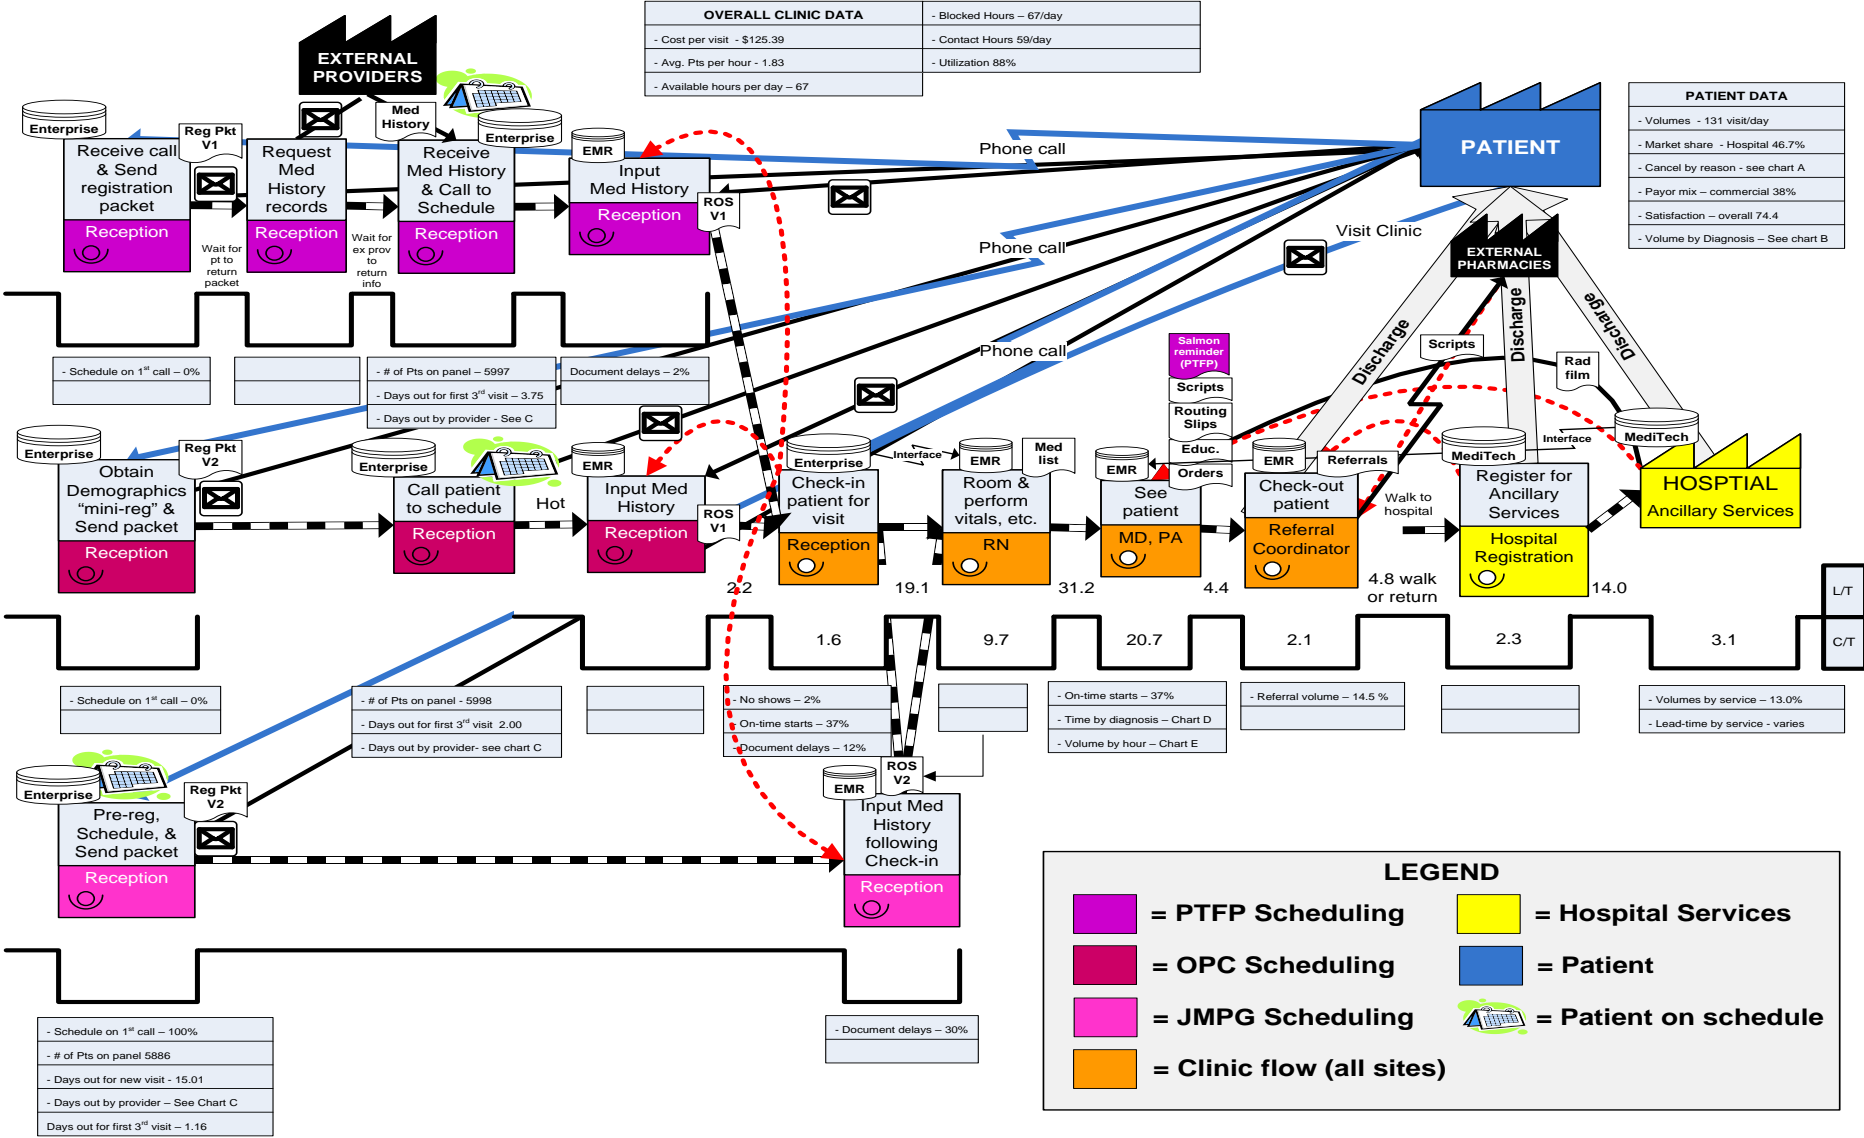 OVERALL CLINIC DATA
- Cost per visit - $125.39
- Avg. Pts per hour - 1.83
- Available hours per day – 67
- Blocked Hours – 67/day
- Contact Hours 59/day
- Utilization 88%
EXTERNAL
PROVIDERS
Enterprise
Reg Pkt
V1
Med
History
Enterprise
EMR
Receive call
& Send
registration
packet
Reception
Request
Med
History
records
Reception
Receive
Med History
& Call to
Schedule
Reception
Input
Med History
Reception
ROS
V1
Wait for
pt to
return
packet
Wait for
ex prov
to
return
info
Phone call
Phone call
Phone call
Visit Clinic
PATIENT
PATIENT DATA
- Volumes - 131 visit/day
- Market share - Hospital 46.7%
- Cancel by reason - see chart A
- Payor mix – commercial 38%
- Satisfaction – overall 74.4
- Volume by Diagnosis – See chart B
EXTERNAL
PHARMACIES
Discharge
Discharge
Discharge
- Schedule on 1st call – 0%
- # of Pts on panel – 5997
- Days out for first 3rd visit – 3.75
- Days out by provider - See C
Document delays – 2%
Salmon
reminder
(PTFP)
Scripts
Routing
Slips
Educ.
Orders
Scripts
Rad
film
Enterprise
Reg Pkt
V2
Obtain
Demographics
“mini-reg” &
Send packet
Reception
Enterprise
Call patient
to schedule
Reception
Hot
EMR
Input Med
History
Reception
ROS
V1
Enterprise
Check-in
patient for
visit
Reception
Interface
EMR
Med
list
Room &
perform
vitals, etc.
RN
EMR
See
patient
MD, PA
EMR
Referrals
Check-out
patient
Referral
Coordinator
Walk to
hospital
MediTech
Interface
MediTech
Register for
Ancillary
Services
Hospital
Registration
HOSPTIAL
Ancillary Services
2.2
19.1
31.2
4.4
4.8 walk
or return
14.0
L/T
1.6
9.7
20.7
2.1
2.3
3.1
C/T
- Schedule on 1st call – 0%
- # of Pts on panel - 5998
- Days out for first 3rd visit 2.00
- Days out by provider- see chart C
- No shows – 2%
- On-time starts – 37%
- Document delays – 12%
- On-time starts – 37%
- Time by diagnosis – Chart D
- Volume by hour – Chart E
- Referral volume – 14.5 %
- Volumes by service – 13.0%
- Lead-time by service - varies
Enterprise
Reg Pkt
V2
Pre-reg,
Schedule, &
Send packet
Reception
EMR
ROS
V2
Input Med
History
following
Check-in
Reception
- Schedule on 1st call – 100%
- # of Pts on panel 5886
- Days out for new visit - 15.01
- Days out by provider – See Chart C
Days out for first 3rd visit – 1.16
- Document delays – 30%
LEGEND
= PTFP Scheduling
= OPC Scheduling
= JMPG Scheduling
= Clinic flow (all sites)
= Hospital Services
= Patient
= Patient on schedule